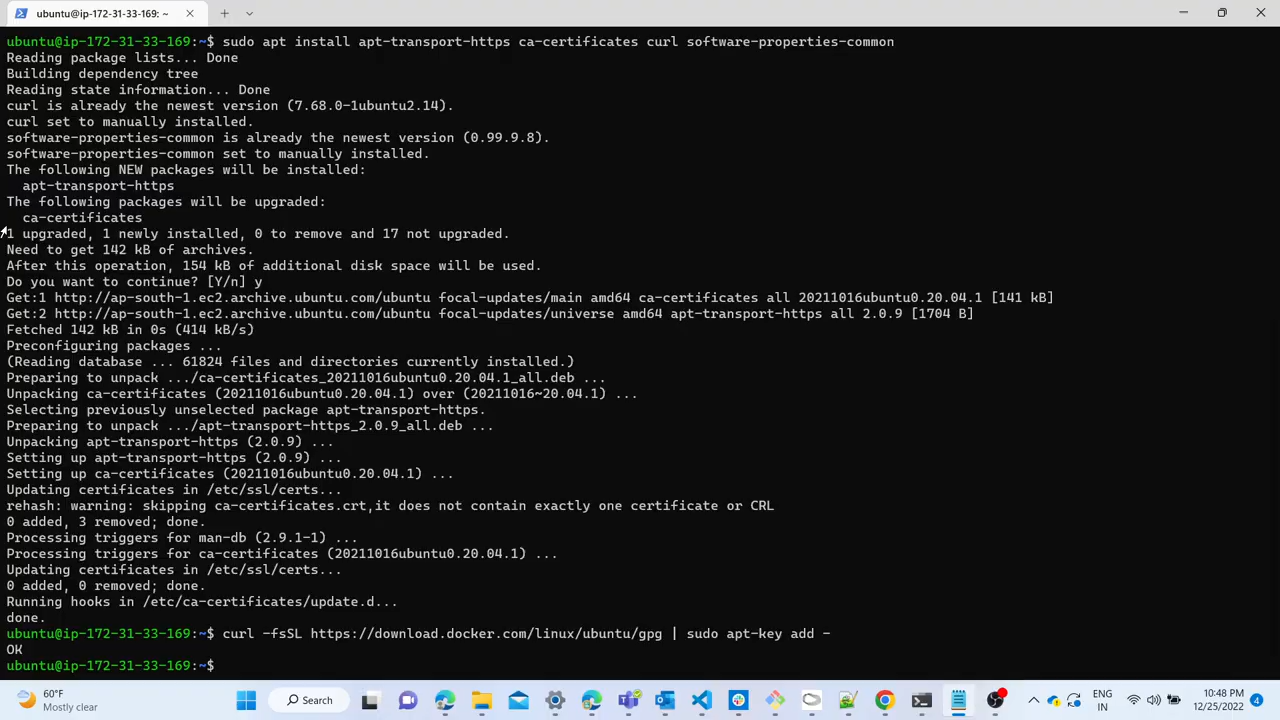 ubuntu@ip-172-31-33-169: ~
ubuntu@ip-172-31-33-169:~$ sudo apt install apt-transport-https ca-certificates curl software-properties-common
Reading package lists... Done
Building dependency tree
Reading state information... Done
curl is already the newest version (7.68.0-1ubuntu2.14).
curl set to manually installed.
software-properties-common is already the newest version (0.99.9.8).
software-properties-common set to manually installed.
The following NEW packages will be installed:
  apt-transport-https
The following packages will be upgraded:
  ca-certificates
1 upgraded, 1 newly installed, 0 to remove and 17 not upgraded.
Need to get 142 kB of archives.
After this operation, 154 kB of additional disk space will be used.
Do you want to continue? [Y/n] y
Get:1 http://ap-south-1.ec2.archive.ubuntu.com/ubuntu focal-updates/main amd64 ca-certificates all 20211016ubuntu0.20.04.1 [141 kB]
Get:2 http://ap-south-1.ec2.archive.ubuntu.com/ubuntu focal-updates/universe amd64 apt-transport-https all 2.0.9 [1704 B]
Fetched 142 kB in 0s (414 kB/s)
Preconfiguring packages ...
(Reading database ... 61824 files and directories currently installed.)
Preparing to unpack .../ca-certificates_20211016ubuntu0.20.04.1_all.deb ...
Unpacking ca-certificates (20211016ubuntu0.20.04.1) over (20211016~20.04.1) ...
Selecting previously unselected package apt-transport-https.
Preparing to unpack .../apt-transport-https_2.0.9_all.deb ...
Unpacking apt-transport-https (2.0.9) ...
Setting up apt-transport-https (2.0.9) ...
Setting up ca-certificates (20211016ubuntu0.20.04.1) ...
Updating certificates in /etc/ssl/certs...
rehash: warning: skipping ca-certificates.crt,it does not contain exactly one certificate or CRL
0 added, 3 removed; done.
Processing triggers for man-db (2.9.1-1) ...
Processing triggers for ca-certificates (20211016ubuntu0.20.04.1) ...
Updating certificates in /etc/ssl/certs...
0 added, 0 removed; done.
Running hooks in /etc/ca-certificates/update.d...
done.
ubuntu@ip-172-31-33-169:~$ curl -fsSL https://download.docker.com/linux/ubuntu/gpg | sudo apt-key add -
OK
ubuntu@ip-172-31-33-169:~$
60°F
Mostly clear
Search
ENG
IN
10:48 PM
12/25/2022
4